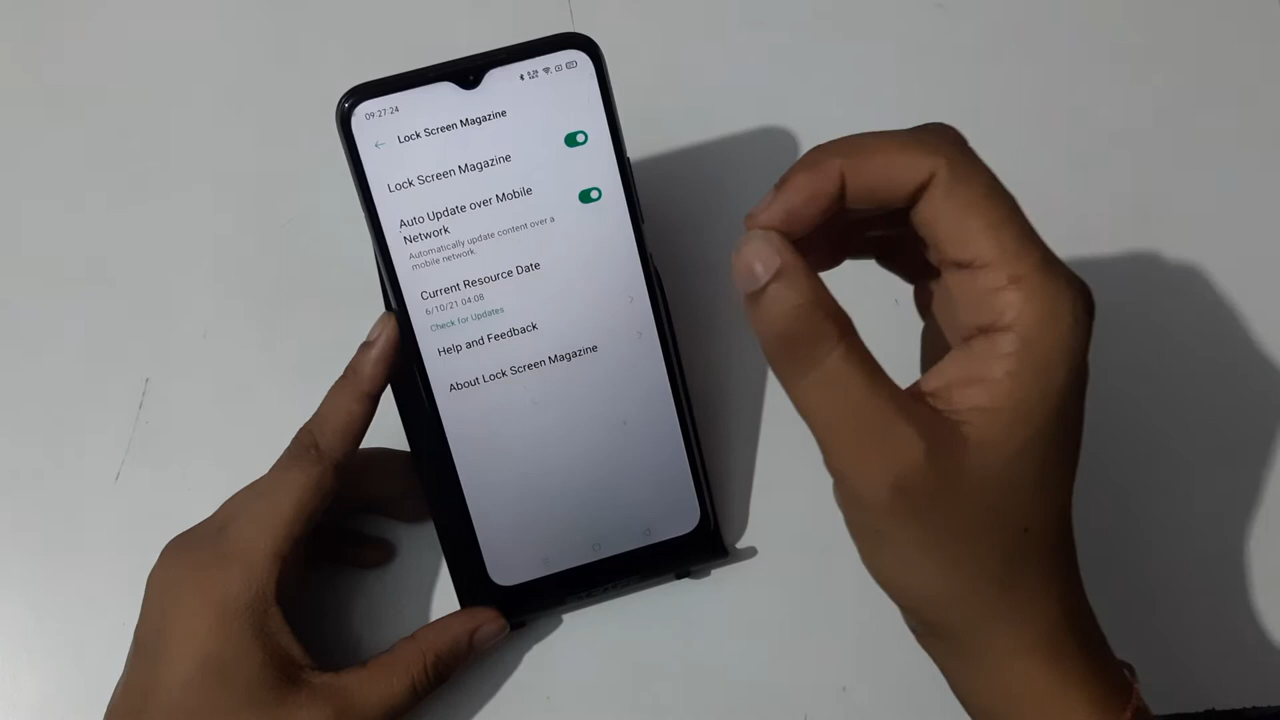 09:27:24
Lock Screen Magazine
Lock Screen Magazine
Auto Update over Mobile
Network
Automatically update content over a
mobile network.
Current Resource Date
6/10/21 04:08
Check for Updates
Help and Feedback
About Lock Screen Magazine